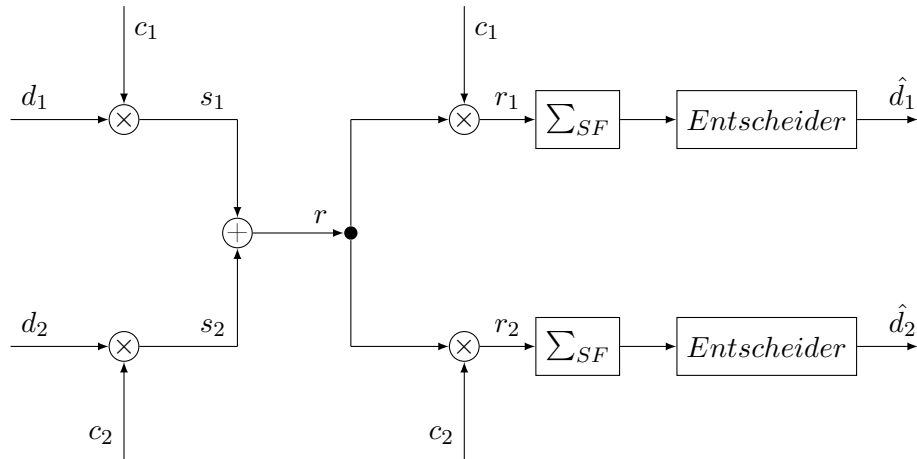 c₁ c₁
d₁ × s₁ × r₁ ∑SF Entscheider d̂₁
+ r
d₂ × s₂ × r₂ ∑SF Entscheider d̂₂
c₂ c₂